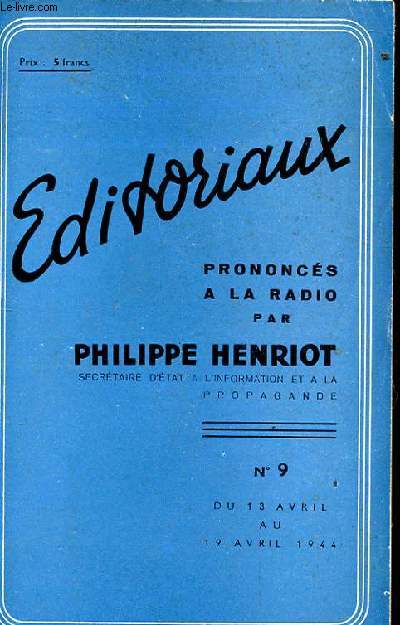 Le-livre.com
Prix : 5 francs
Editoriaux
PRONONCÉS
A LA RADIO
PAR
PHILIPPE HENRIOT
SECRÉTAIRE D'ÉTAT A L'INFORMATION ET A LA
PROPAGANDE
N° 9
DU 13 AVRIL
AU
19 AVRIL 1944